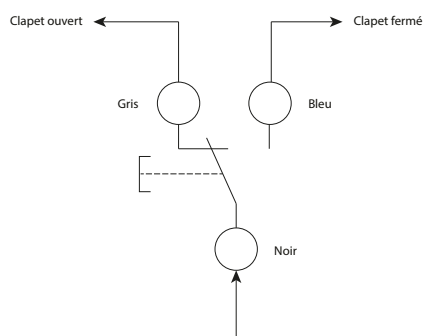 Clapet ouvert
Clapet fermé
Gris
Bleu
Noir